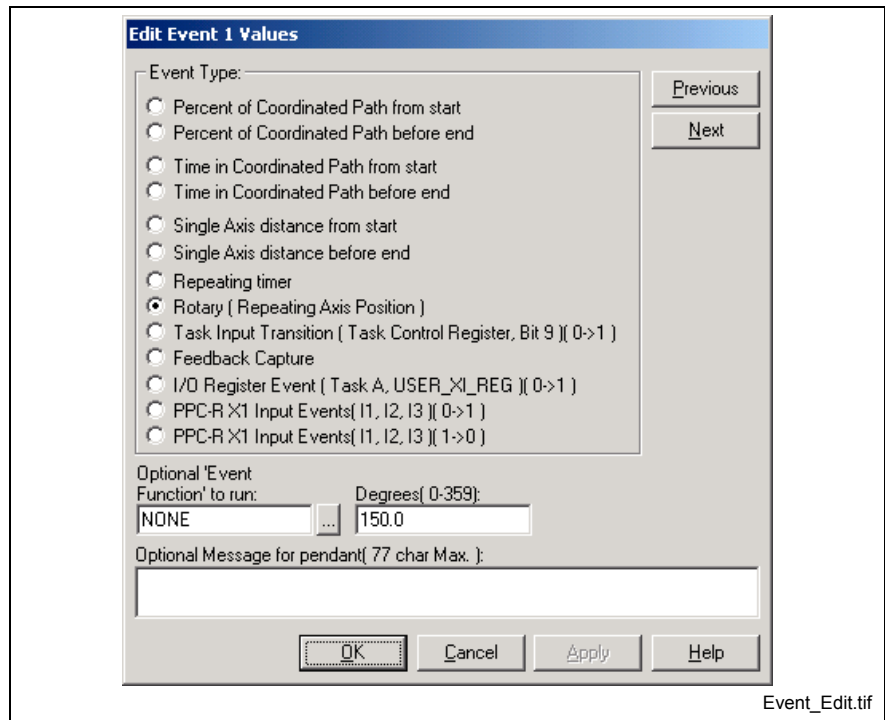 Edit Event 1 Values
Event Type:
Percent of Coordinated Path from start
Percent of Coordinated Path before end
Time in Coordinated Path from start
Time in Coordinated Path before end
Single Axis distance from start
Single Axis distance before end
Repeating timer
Rotary ( Repeating Axis Position )
Task Input Transition ( Task Control Register, Bit 9 )( 0->1 )
Feedback Capture
I/O Register Event ( Task A, USER_XI_REG )( 0->1 )
PPC-R X1 Input Events( I1, I2, I3 )( 0->1 )
PPC-R X1 Input Events( I1, I2, I3 )( 1->0 )
Previous
Next
Optional 'Event
Function' to run:
NONE
...
Degrees( 0-359):
150.0
Optional Message for pendant( 77 char Max. ):
OK
Cancel
Apply
Help
Event_Edit.tif